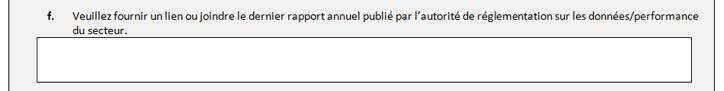 f. Veuillez fournir un lien ou joindre le dernier rapport annuel publié par l’autorité de réglementation sur les données/performance
du secteur.